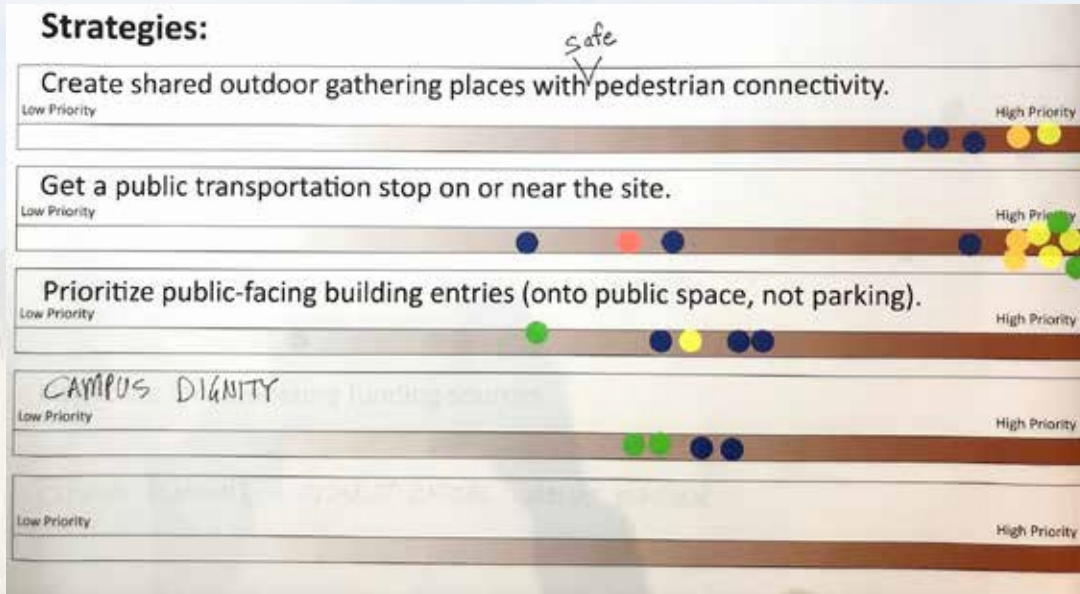 Strategies:
safe
Create shared outdoor gathering places with pedestrian connectivity.
Low Priority
High Priority
Get a public transportation stop on or near the site.
Low Priority
High Priority
Prioritize public-facing building entries (onto public space, not parking).
Low Priority
High Priority
CAMPUS DIGNITY
Low Priority
High Priority
Low Priority
High Priority